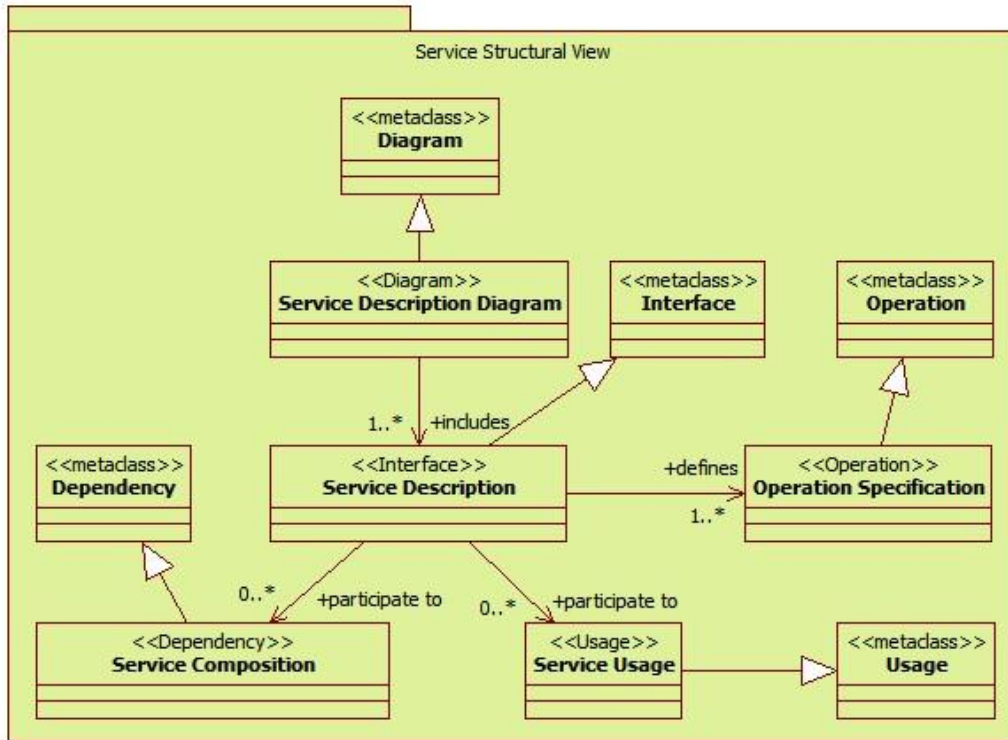 Service Structural View
<<metaclass>>
Diagram
<<Diagram>>
Service Description Diagram
<<metaclass>>
Interface
<<metaclass>>
Operation
1..*
+includes
<<metaclass>>
Dependency
<<Interface>>
Service Description
+defines
1..*
<<Operation>>
Operation Specification
0..*
+participate to
0..*
+participate to
<<Dependency>>
Service Composition
<<Usage>>
Service Usage
<<metaclass>>
Usage